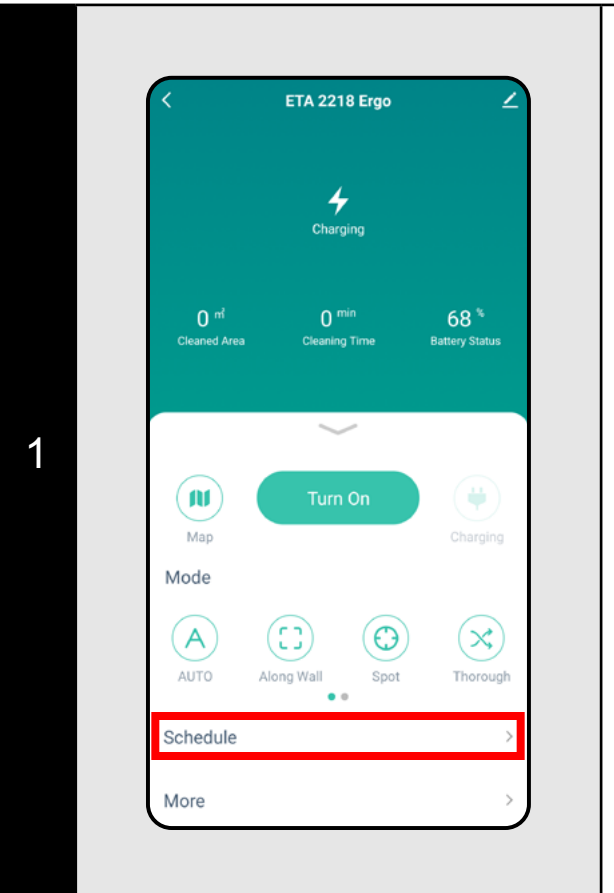 1
ETA 2218 Ergo
Charging
0 ㎡ 0 min 68 %
Cleaned Area Cleaning Time Battery Status
Turn On
Map Charging
Mode
AUTO Along Wall Spot Thorough
Schedule
More